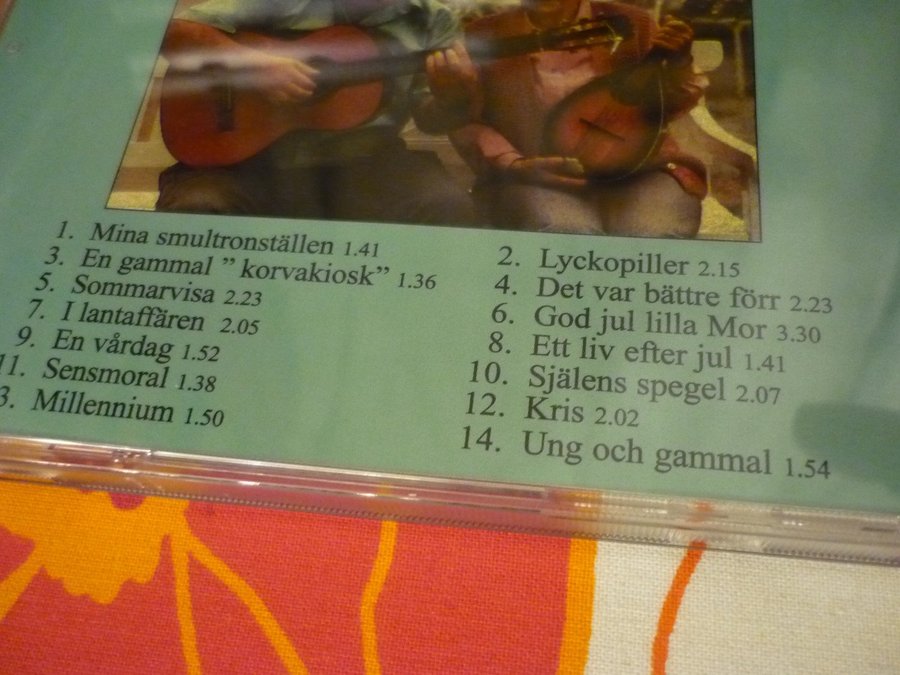 1. Mina smultronställen 1.41
3. En gammal ” korvakiosk” 1.36
5. Sommarvisa 2.23
7. I lantaffären 2.05
9. En vårdag 1.52
11. Sensmoral 1.38
3. Millennium 1.50
2. Lyckopiller 2.15
4. Det var bättre förr 2.23
6. God jul lilla Mor 3.30
8. Ett liv efter jul 1.41
10. Själens spegel 2.07
12. Kris 2.02
14. Ung och gammal 1.54